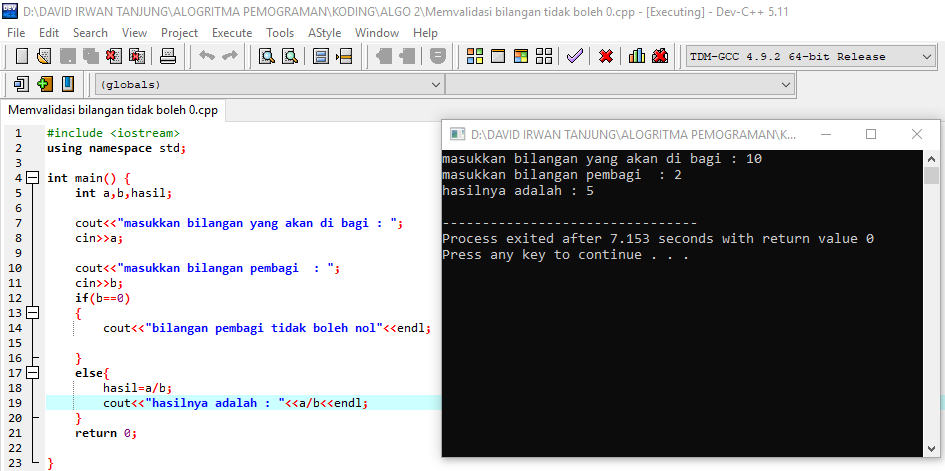 D:\DAVID IRWAN TANJUNG\ALOGRITMA PEMOGRAMAN\KODING\ALGO 2\Memvalidasi bilangan tidak boleh 0.cpp - [Executing] - Dev-C++ 5.11
File Edit Search View Project Execute Tools AStyle Window Help
TDM-GCC 4.9.2 64-bit Release
(globals)
Memvalidasi bilangan tidak boleh 0.cpp
1 #include <iostream>
2 using namespace std;
3
4 int main() {
5 int a,b,hasil;
6
7 cout<<"masukkan bilangan yang akan di bagi : ";
8 cin>>a;
9
10 cout<<"masukkan bilangan pembagi  : ";
11 cin>>b;
12 if(b==0)
13 {
14 cout<<"bilangan pembagi tidak boleh nol"<<endl;
15
16 }
17 else{
18 hasil=a/b;
19 cout<<"hasilnya adalah : "<<a/b<<endl;
20 }
21 return 0;
22
23 }
D:\DAVID IRWAN TANJUNG\ALOGRITMA PEMOGRAMAN\K...
masukkan bilangan yang akan di bagi : 10
masukkan bilangan pembagi  : 2
hasilnya adalah : 5
--------------------------------
Process exited after 7.153 seconds with return value 0
Press any key to continue . . .